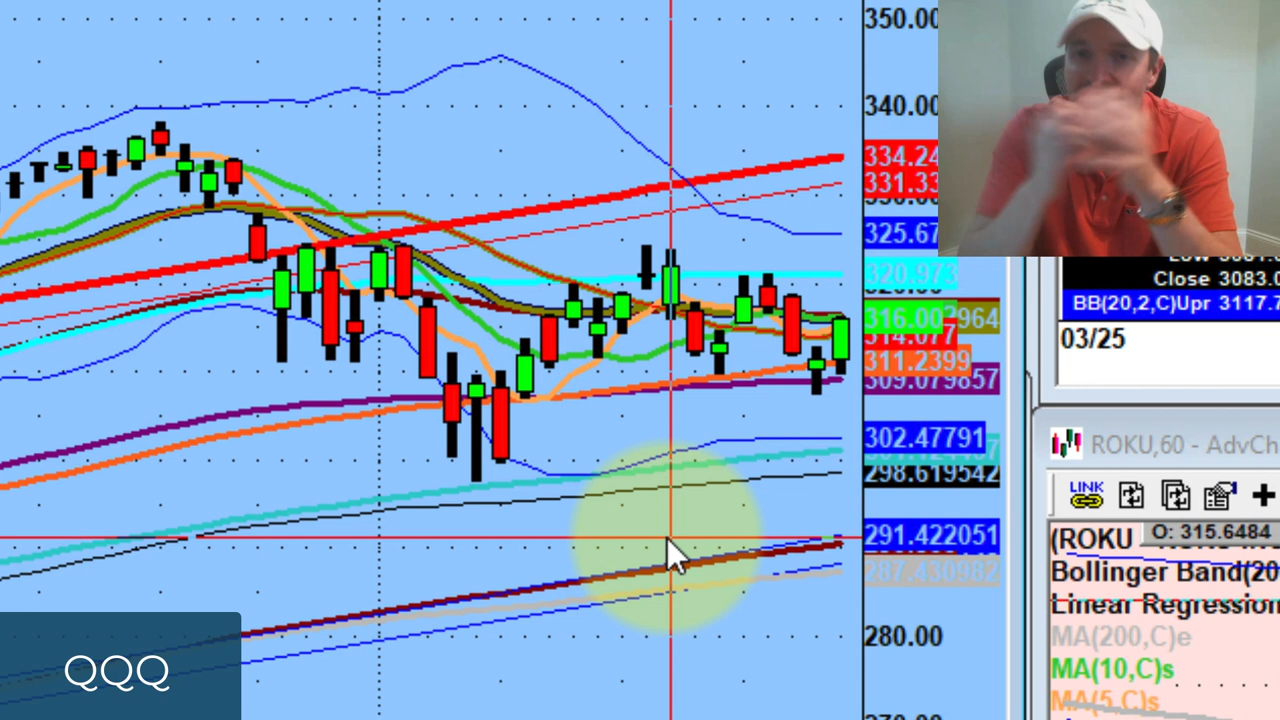 350.00
340.00
334.24
331.33
325.67
320.973
316.002964
314.077
311.2399
309.079857
302.47791
298.619542
291.422051
287.430982
280.00
Close 3083.0
BB(20,2,C)Upr 3117.7
03/25
ROKU,60 - AdvCh
LINK
(ROKU
O: 315.6484
Bollinger Band(20
Linear Regression
MA(200,C)e
MA(10,C)s
MA(5,C)s
QQQ